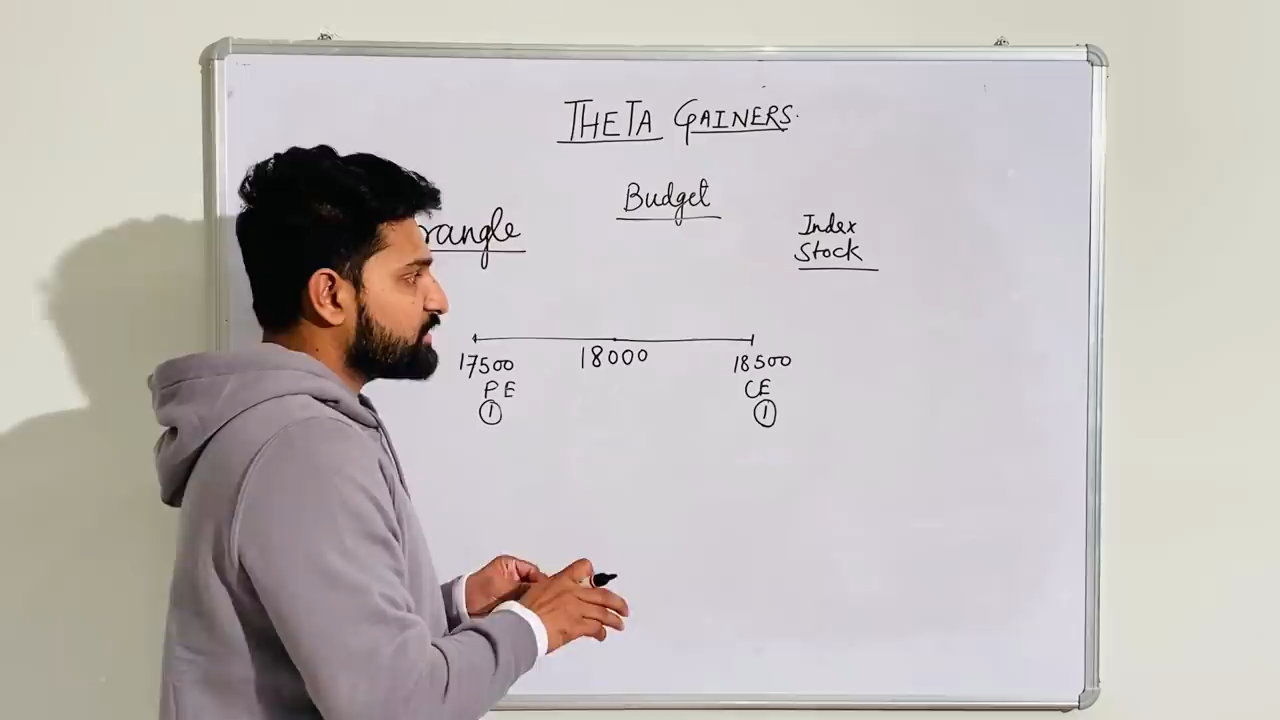 THETA GAINERS.
Budget
rangle
Index
Stock
17500
18000
18500
PE
CE
1
1